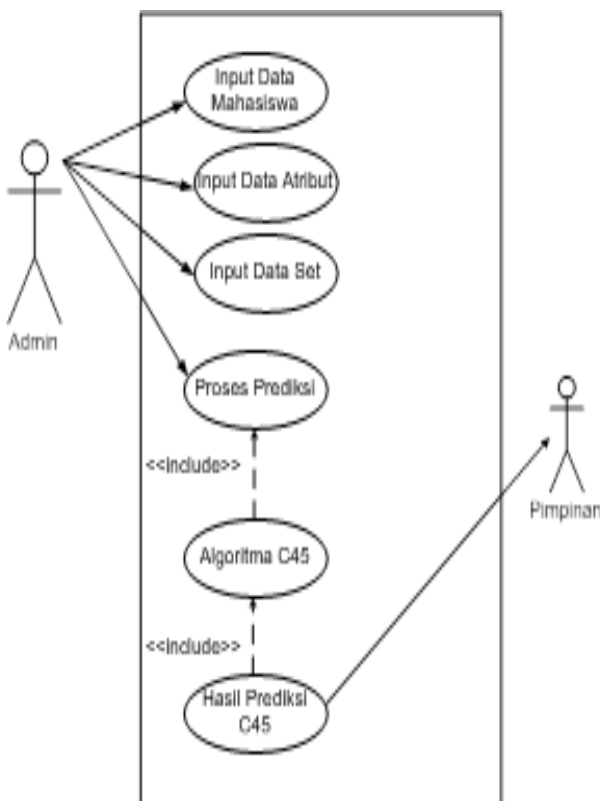 Input Data
Mahasiswa
Input Data Atribut
Input Data Set
Admin
Proses Prediksi
<<Include>>
Pimpinan
Algoritma C45
<<Include>>
Hasil Prediksi
C45